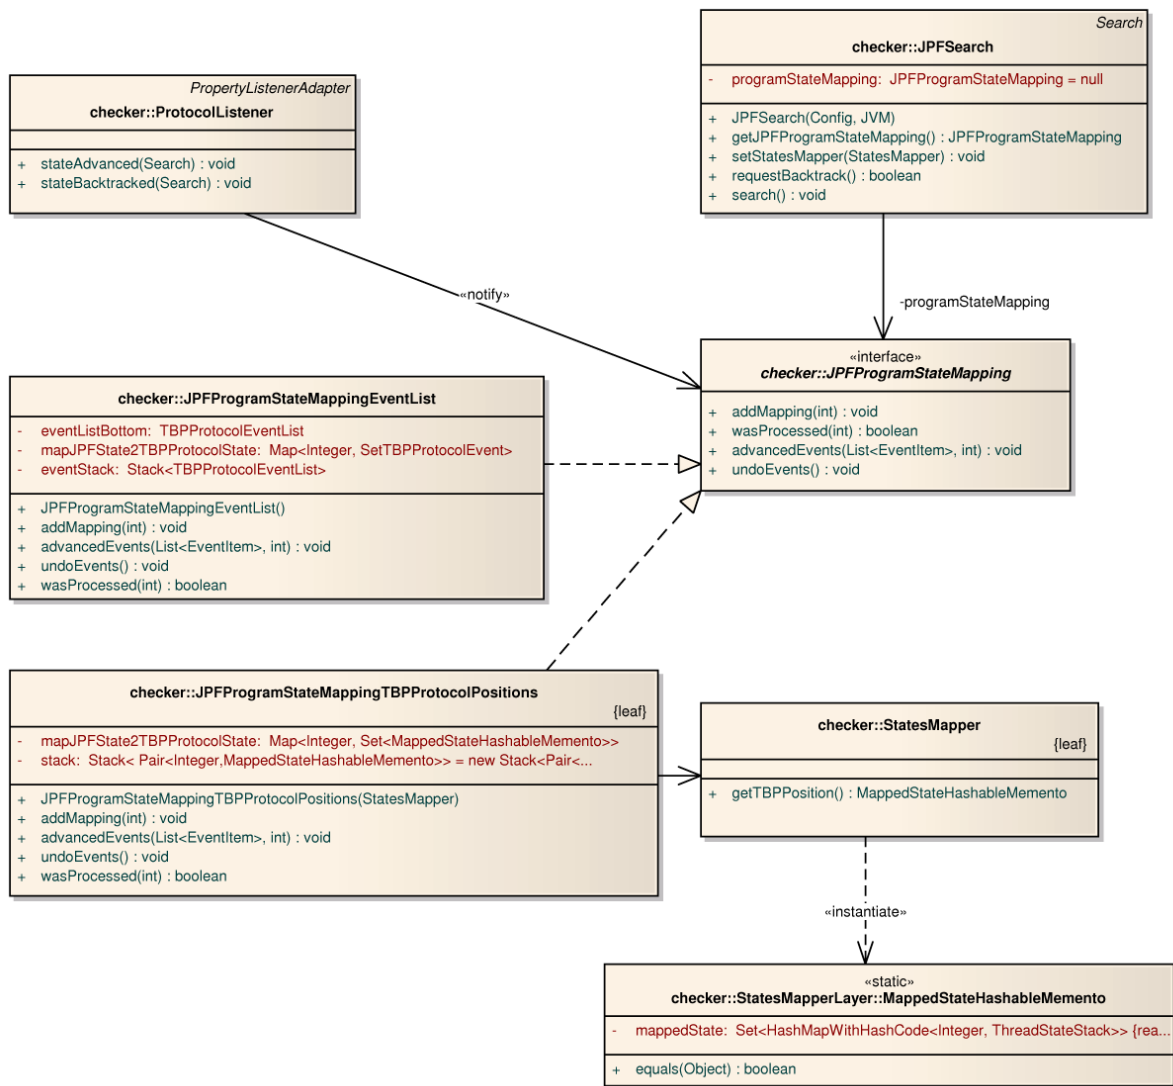 PropertyListenerAdapter
checker::ProtocolListener
+ stateAdvanced(Search) : void
+ stateBacktracked(Search) : void
Search
checker::JPFSearch
- programStateMapping: JPFProgramStateMapping = null
+ JPFSearch(Config, JVM)
+ getJPFProgramStateMapping() : JPFProgramStateMapping
+ setStatesMapper(StatesMapper) : void
+ requestBacktrack() : boolean
+ search() : void
«notify»
-programStateMapping
«interface»
checker::JPFProgramStateMapping
+ addMapping(int) : void
+ wasProcessed(int) : boolean
+ advancedEvents(List<EventItem>, int) : void
+ undoEvents() : void
checker::JPFProgramStateMappingEventList
- eventListBottom: TBPProtocolEventList
- mapJPFState2TBPProtocolState: Map<Integer, SetTBPProtocolEvent>
- eventStack: Stack<TBPProtocolEventList>
+ JPFProgramStateMappingEventList()
+ addMapping(int) : void
+ advancedEvents(List<EventItem>, int) : void
+ undoEvents() : void
+ wasProcessed(int) : boolean
checker::JPFProgramStateMappingTBPProtocolPositions
{leaf}
- mapJPFState2TBPProtocolState: Map<Integer, Set<MappedStateHashableMemento>>
- stack: Stack< Pair<Integer,MappedStateHashableMemento>> = new Stack<Pair<...
+ JPFProgramStateMappingTBPProtocolPositions(StatesMapper)
+ addMapping(int) : void
+ advancedEvents(List<EventItem>, int) : void
+ undoEvents() : void
+ wasProcessed(int) : boolean
checker::StatesMapper
{leaf}
+ getTBPPosition() : MappedStateHashableMemento
«instantiate»
«static»
checker::StatesMapperLayer::MappedStateHashableMemento
- mappedState: Set<HashMapWithHashCode<Integer, ThreadStateStack>> {rea...
+ equals(Object) : boolean